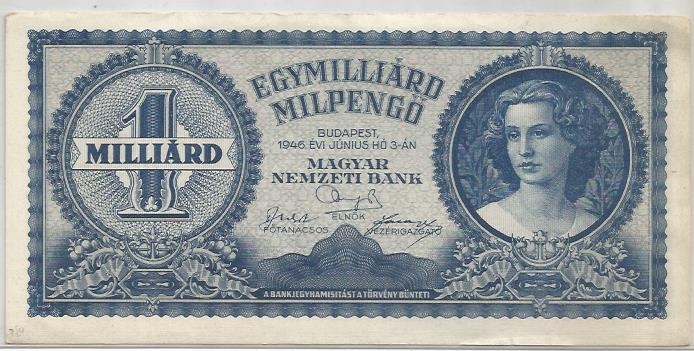 EGYMILLIÁRD
MILPENGŐ
1
MILLIÁRD
BUDAPEST,
1946. ÉVI JÚNIUS HÓ 3-ÁN
MAGYAR
NEMZETI BANK
ELNÖK
FŐTANÁCSOS VEZÉRIGAZGATÓ
A BANKJEGYHAMISITÁST A TÖRVÉNY BÜNTETI